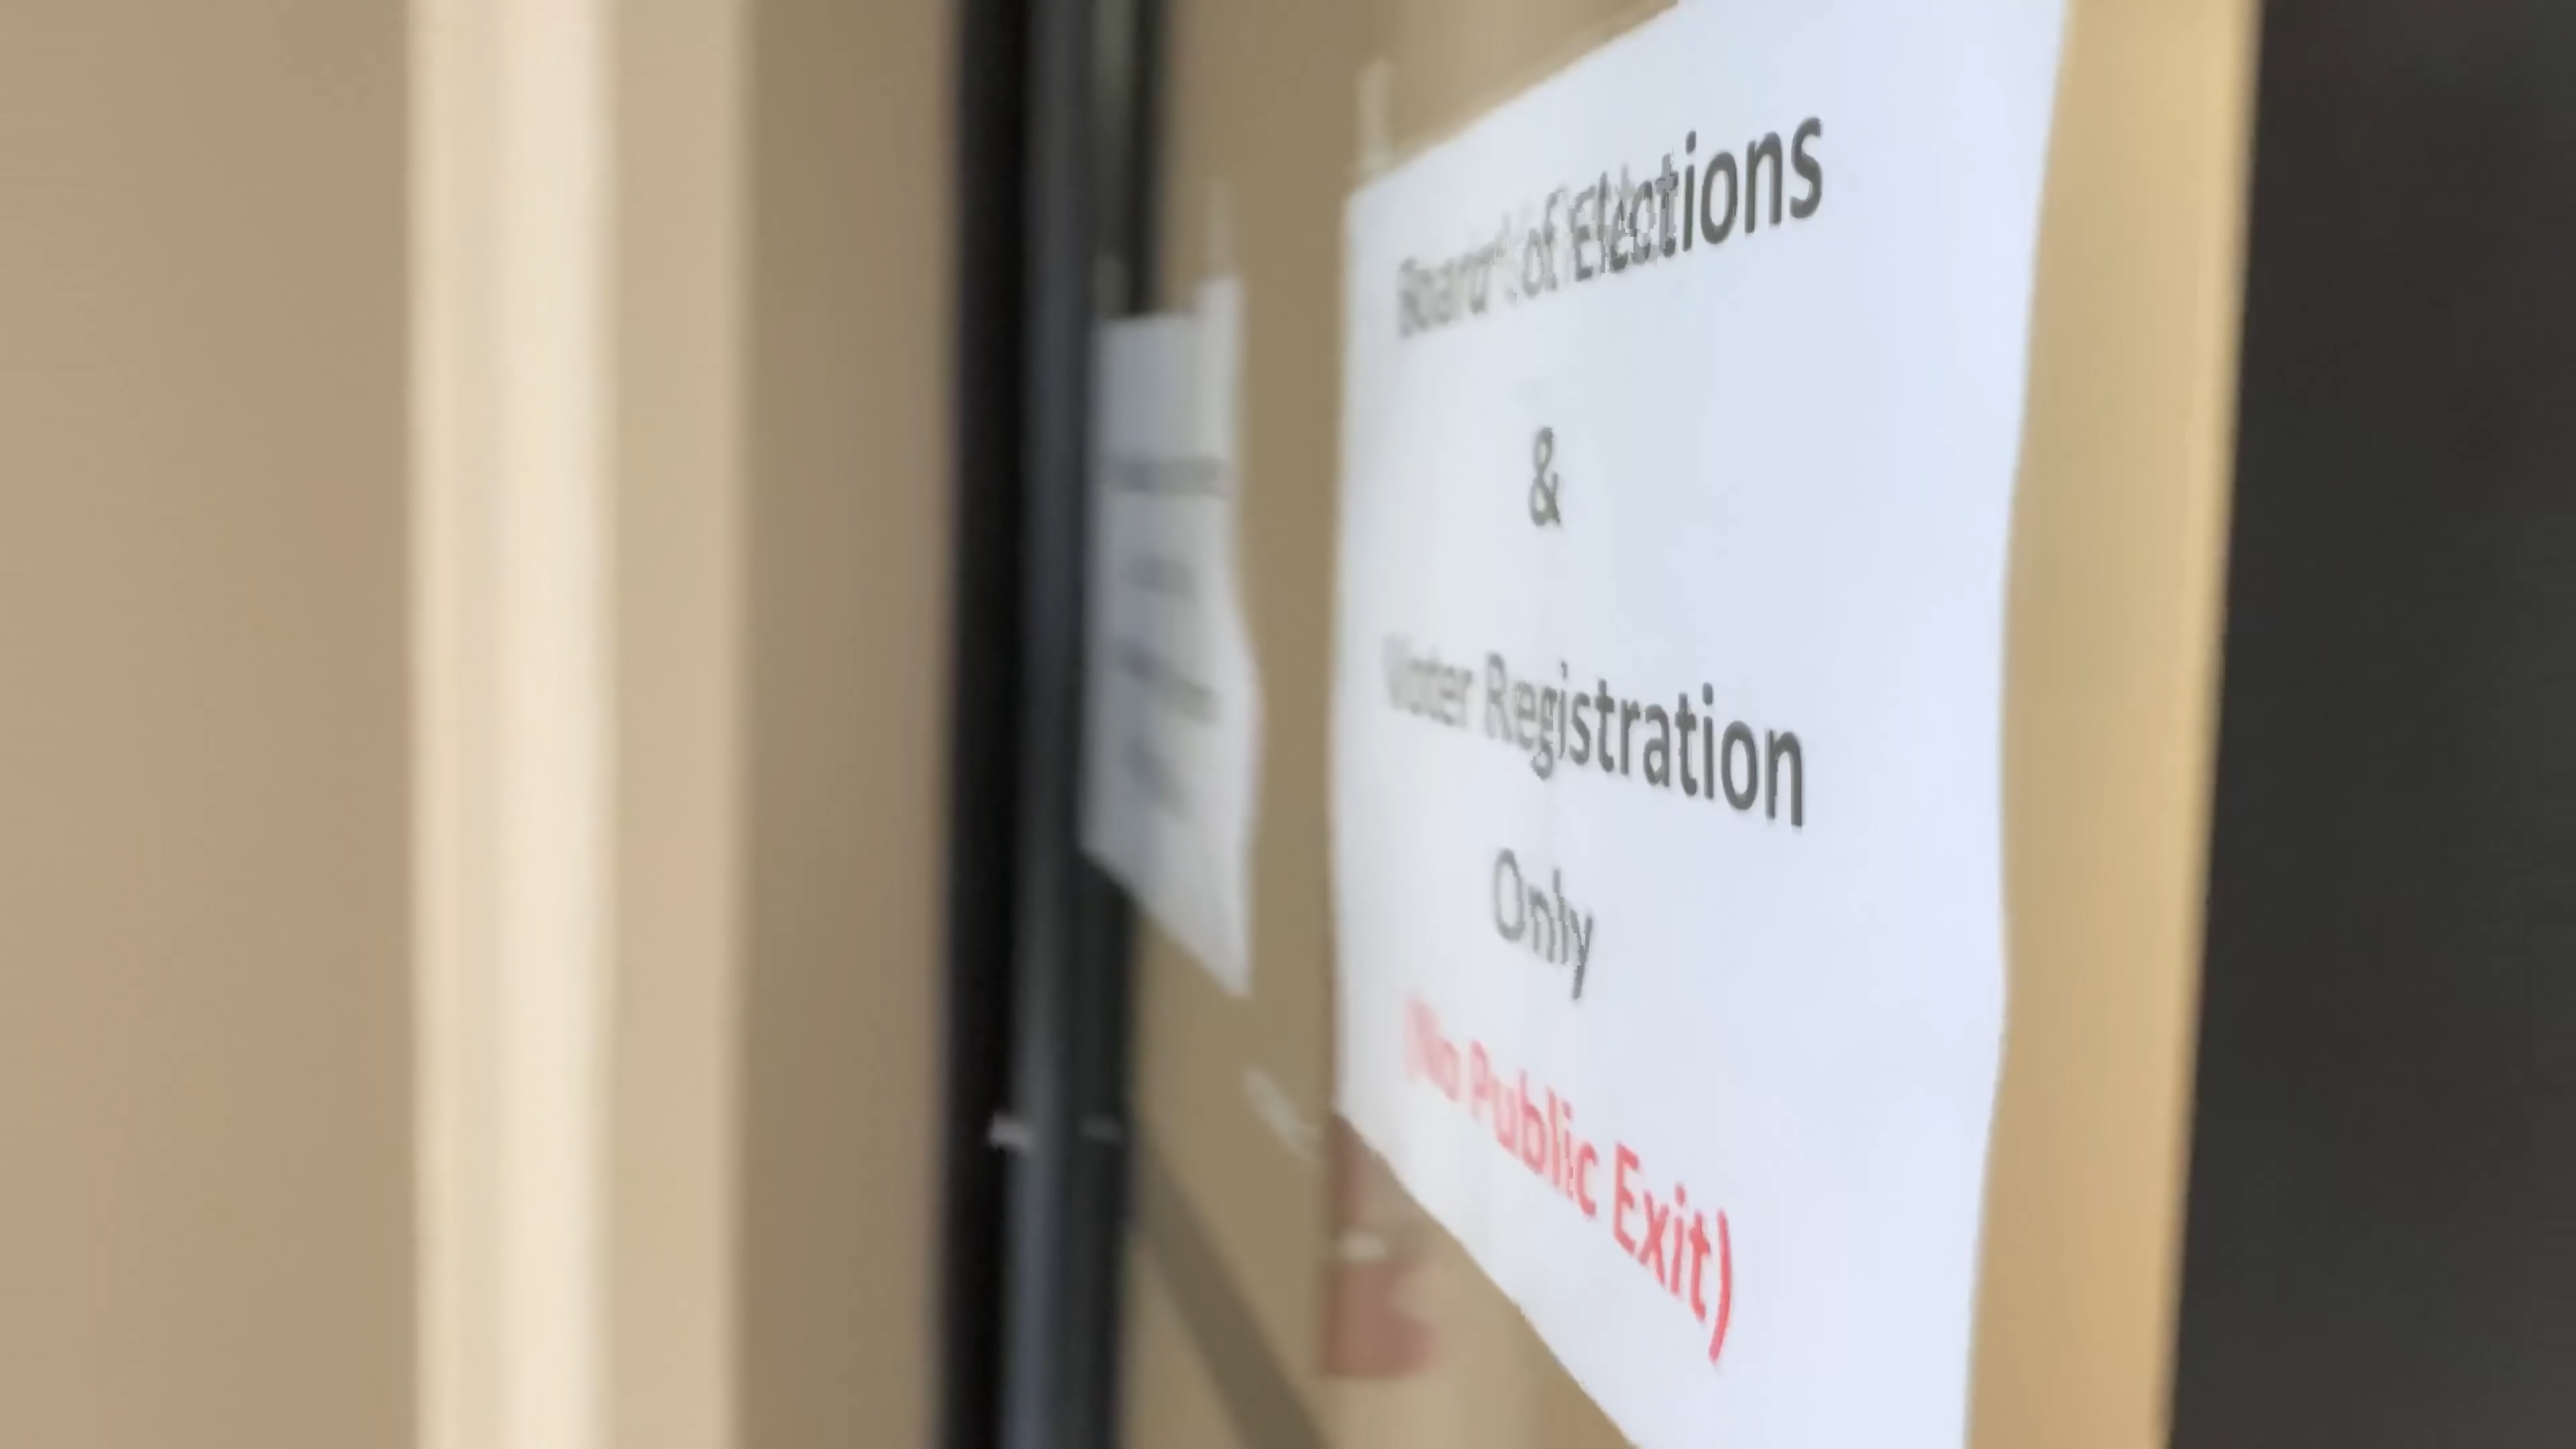 Board of Elections
&
Voter Registration
Only
(No Public Exit)